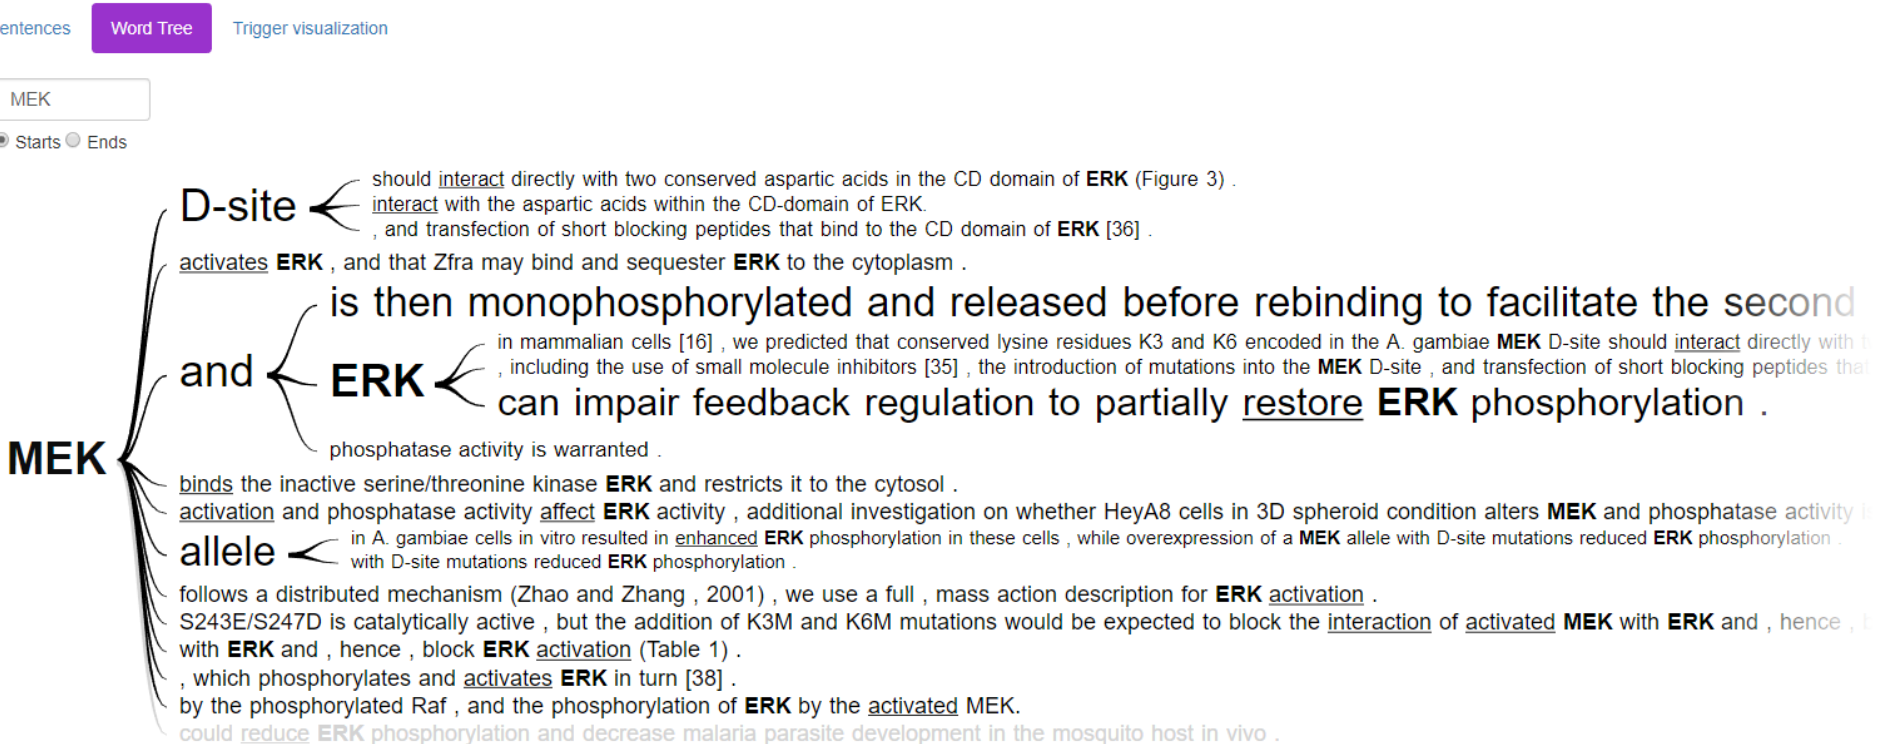 entences Word Tree Trigger visualization
MEK
Starts Ends
should interact directly with two conserved aspartic acids in the CD domain of ERK (Figure 3) .
D-site
interact with the aspartic acids within the CD-domain of ERK.
, and transfection of short blocking peptides that bind to the CD domain of ERK [36] .
activates ERK , and that Zfra may bind and sequester ERK to the cytoplasm .
is then monophosphorylated and released before rebinding to facilitate the second
in mammalian cells [16] , we predicted that conserved lysine residues K3 and K6 encoded in the A. gambiae MEK D-site should interact directly with
, including the use of small molecule inhibitors [35] , the introduction of mutations into the MEK D-site , and transfection of short blocking peptides that
and
ERK
can impair feedback regulation to partially restore ERK phosphorylation .
phosphatase activity is warranted .
MEK
binds the inactive serine/threonine kinase ERK and restricts it to the cytosol .
activation and phosphatase activity affect ERK activity , additional investigation on whether HeyA8 cells in 3D spheroid condition alters MEK and phosphatase activity
in A. gambiae cells in vitro resulted in enhanced ERK phosphorylation in these cells , while overexpression of a MEK allele with D-site mutations reduced ERK phosphorylation .
allele
with D-site mutations reduced ERK phosphorylation .
follows a distributed mechanism (Zhao and Zhang , 2001) , we use a full , mass action description for ERK activation .
S243E/S247D is catalytically active , but the addition of K3M and K6M mutations would be expected to block the interaction of activated MEK with ERK and , hence ,
with ERK and , hence , block ERK activation (Table 1) .
, which phosphorylates and activates ERK in turn [38] .
by the phosphorylated Raf , and the phosphorylation of ERK by the activated MEK.
could reduce ERK phosphorylation and decrease malaria parasite development in the mosquito host in vivo .